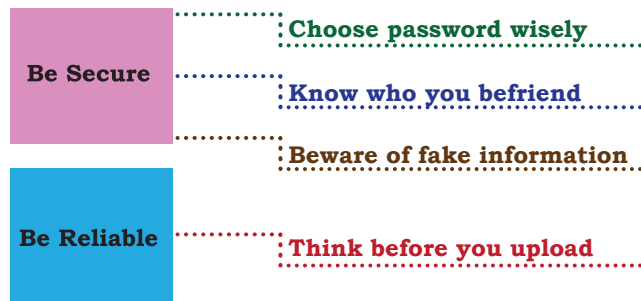 Be Secure
Choose password wisely
Know who you befriend
Beware of fake information
Be Reliable
Think before you upload